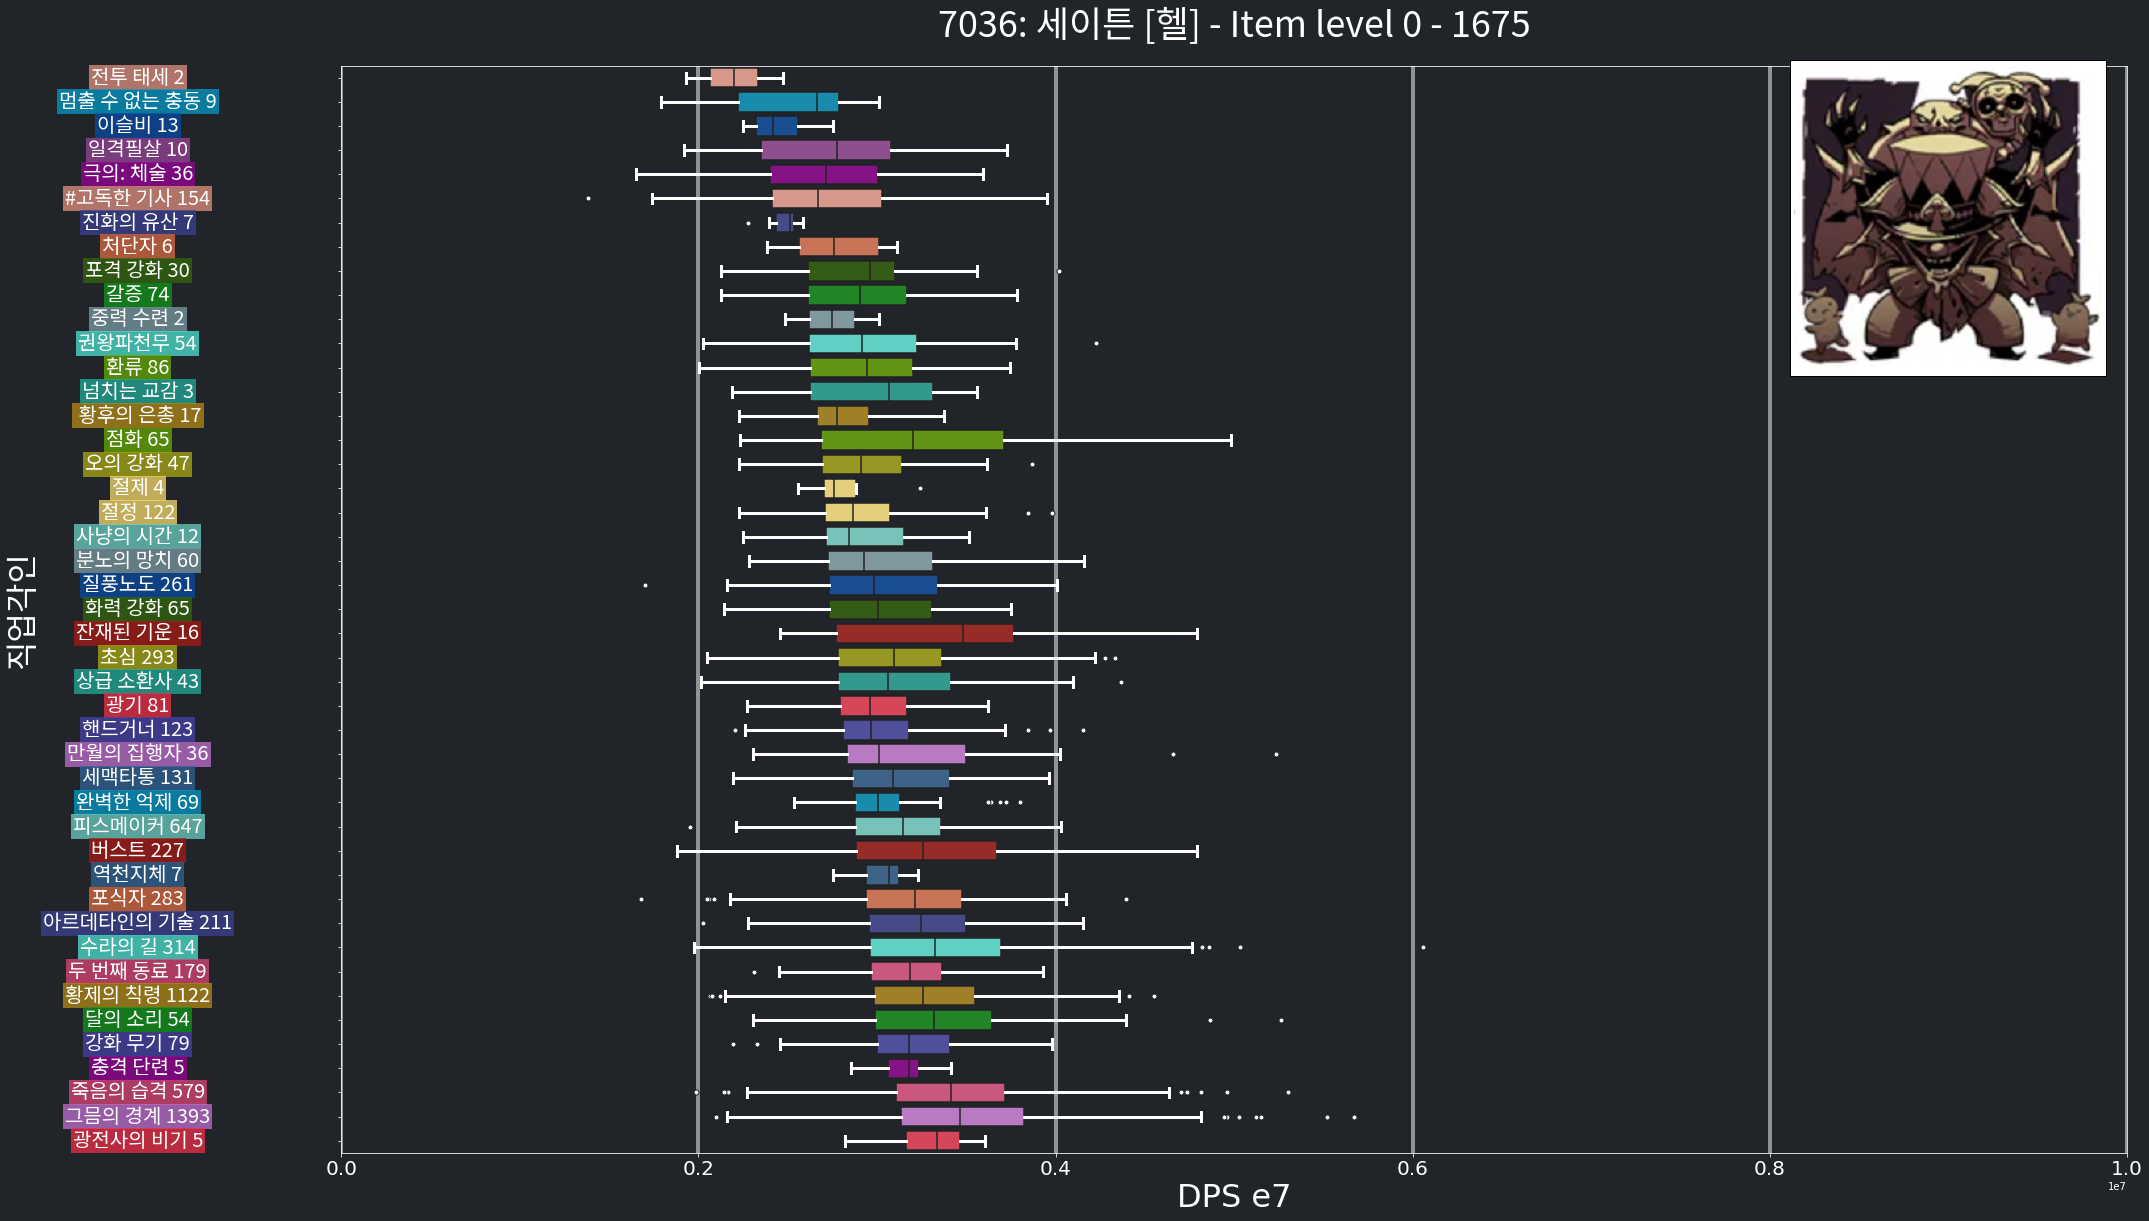 7036: 세이튼 [헬] - Item level 0 - 1675
직업각인
전투 태세 2
멈출 수 없는 충동 9
이슬비 13
일격필살 10
극의: 체술 36
#고독한 기사 154
진화의 유산 7
처단자 6
포격 강화 30
갈증 74
중력 수련 2
권왕파천무 54
환류 86
넘치는 교감 3
황후의 은총 17
점화 65
오의 강화 47
절제 4
절정 122
사냥의 시간 12
분노의 망치 60
질풍노도 261
화력 강화 65
잔재된 기운 16
초심 293
상급 소환사 43
광기 81
핸드거너 123
만월의 집행자 36
세맥타통 131
완벽한 억제 69
피스메이커 647
버스트 227
역천지체 7
포식자 283
아르데타인의 기술 211
수라의 길 314
두 번째 동료 179
황제의 칙령 1122
달의 소리 54
강화 무기 79
충격 단련 5
죽음의 습격 579
그믐의 경계 1393
광전사의 비기 5
0.0 0.2 0.4 0.6 0.8 1.0
1e7
DPS e7